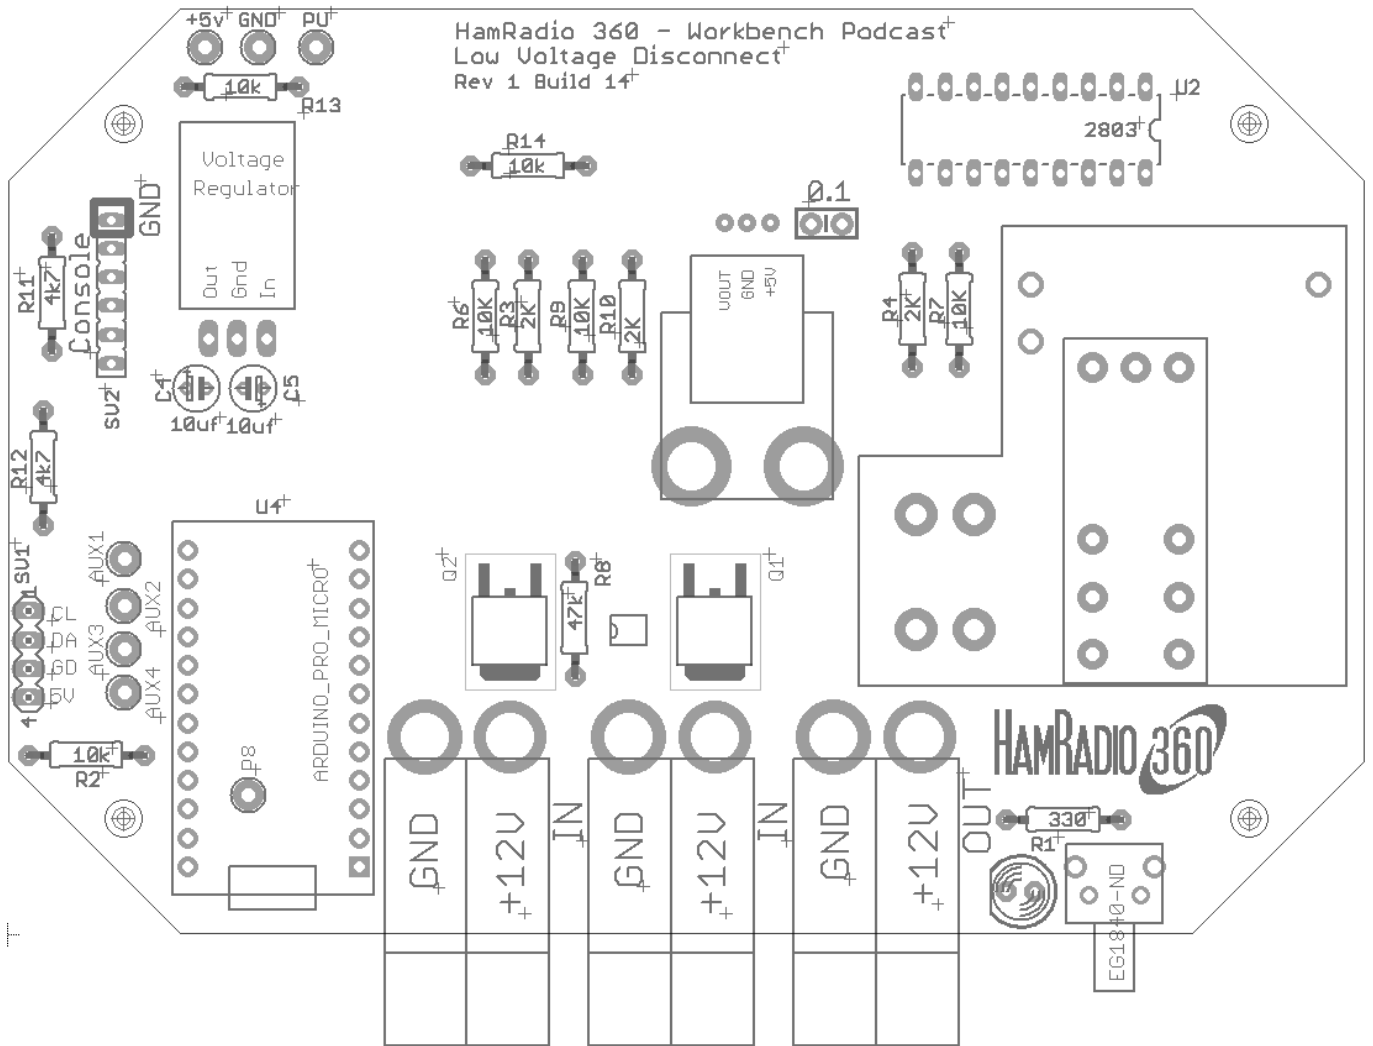 +5v GND PU
HamRadio 360 - Workbench Podcast
Low Voltage Disconnect
Rev 1 Build 14
10k
R13
U2
2803
Voltage
Regulator
Out
Gnd
In
R14
10k
0.1
GND
Console
SV2
R11
4k7
R12
4k7
C4
10uf
C5
10uf
R6
10K
R3
2K
R9
10K
R10
2K
VOUT
GND
+5V
R4
2K
R7
10K
U4
ARDUINO_PRO_MICRO
P8
SV1
1
CL
DA
GD
5V
4
AUX1
AUX2
AUX3
AUX4
10k
R2
Q2
R8
47k
Q1
GND
+12V
IN
GND
+12V
IN
GND
+12V
OUT
HAMRADIO 360
330
R1
EG1840-ND